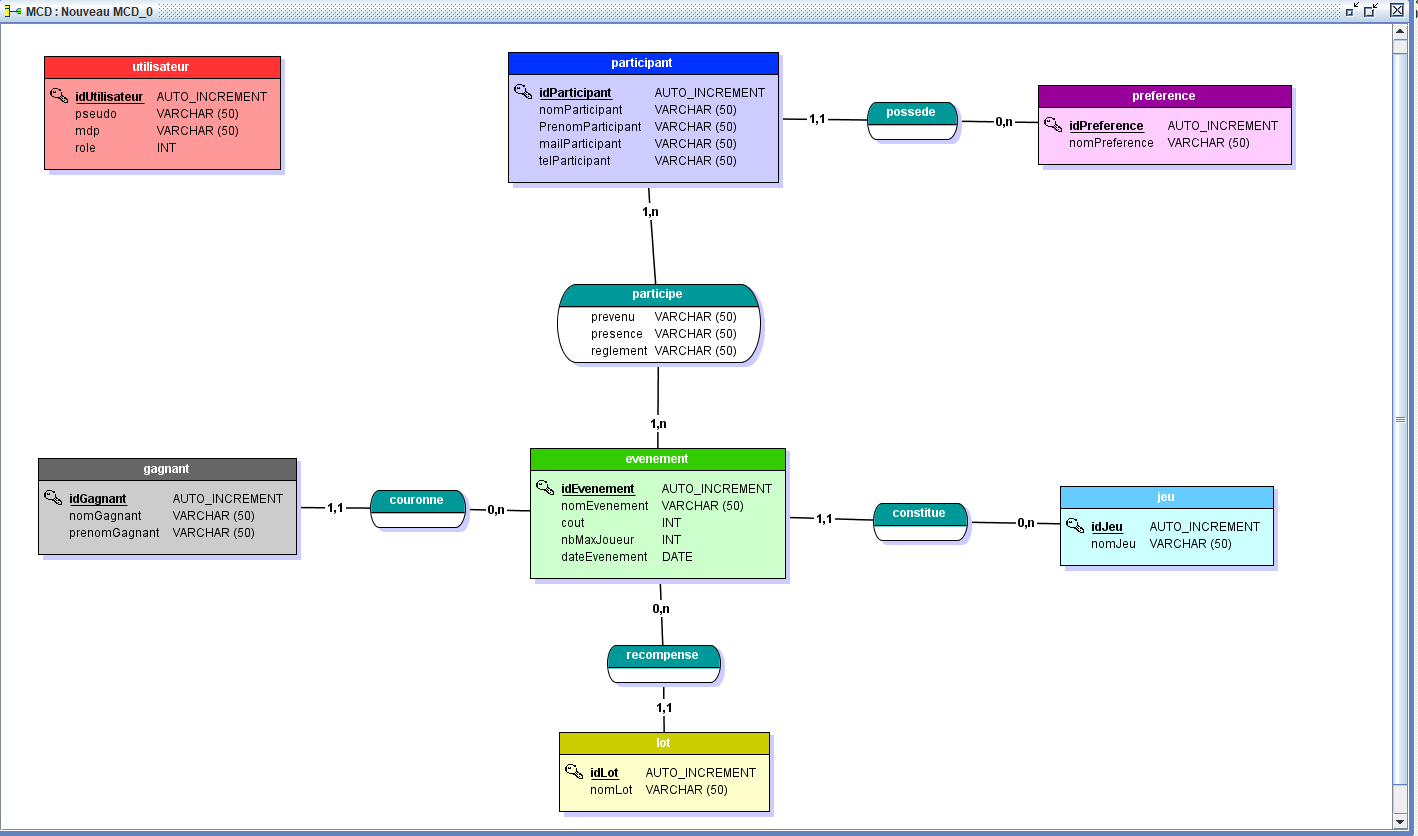 MCD : Nouveau MCD_0
utilisateur
idUtilisateur AUTO_INCREMENT
pseudo VARCHAR (50)
mdp VARCHAR (50)
role INT
participant
idParticipant AUTO_INCREMENT
nomParticipant VARCHAR (50)
PrenomParticipant VARCHAR (50)
mailParticipant VARCHAR (50)
telParticipant VARCHAR (50)
1,1
possede
0,n
preference
idPreference AUTO_INCREMENT
nomPreference VARCHAR (50)
1,n
participe
prevenu VARCHAR (50)
presence VARCHAR (50)
reglement VARCHAR (50)
1,n
gagnant
idGagnant AUTO_INCREMENT
nomGagnant VARCHAR (50)
prenomGagnant VARCHAR (50)
1,1
couronne
0,n
evenement
idEvenement AUTO_INCREMENT
nomEvenement VARCHAR (50)
cout INT
nbMaxJoueur INT
dateEvenement DATE
1,1
constitue
0,n
jeu
idJeu AUTO_INCREMENT
nomJeu VARCHAR (50)
0,n
recompense
1,1
lot
idLot AUTO_INCREMENT
nomLot VARCHAR (50)